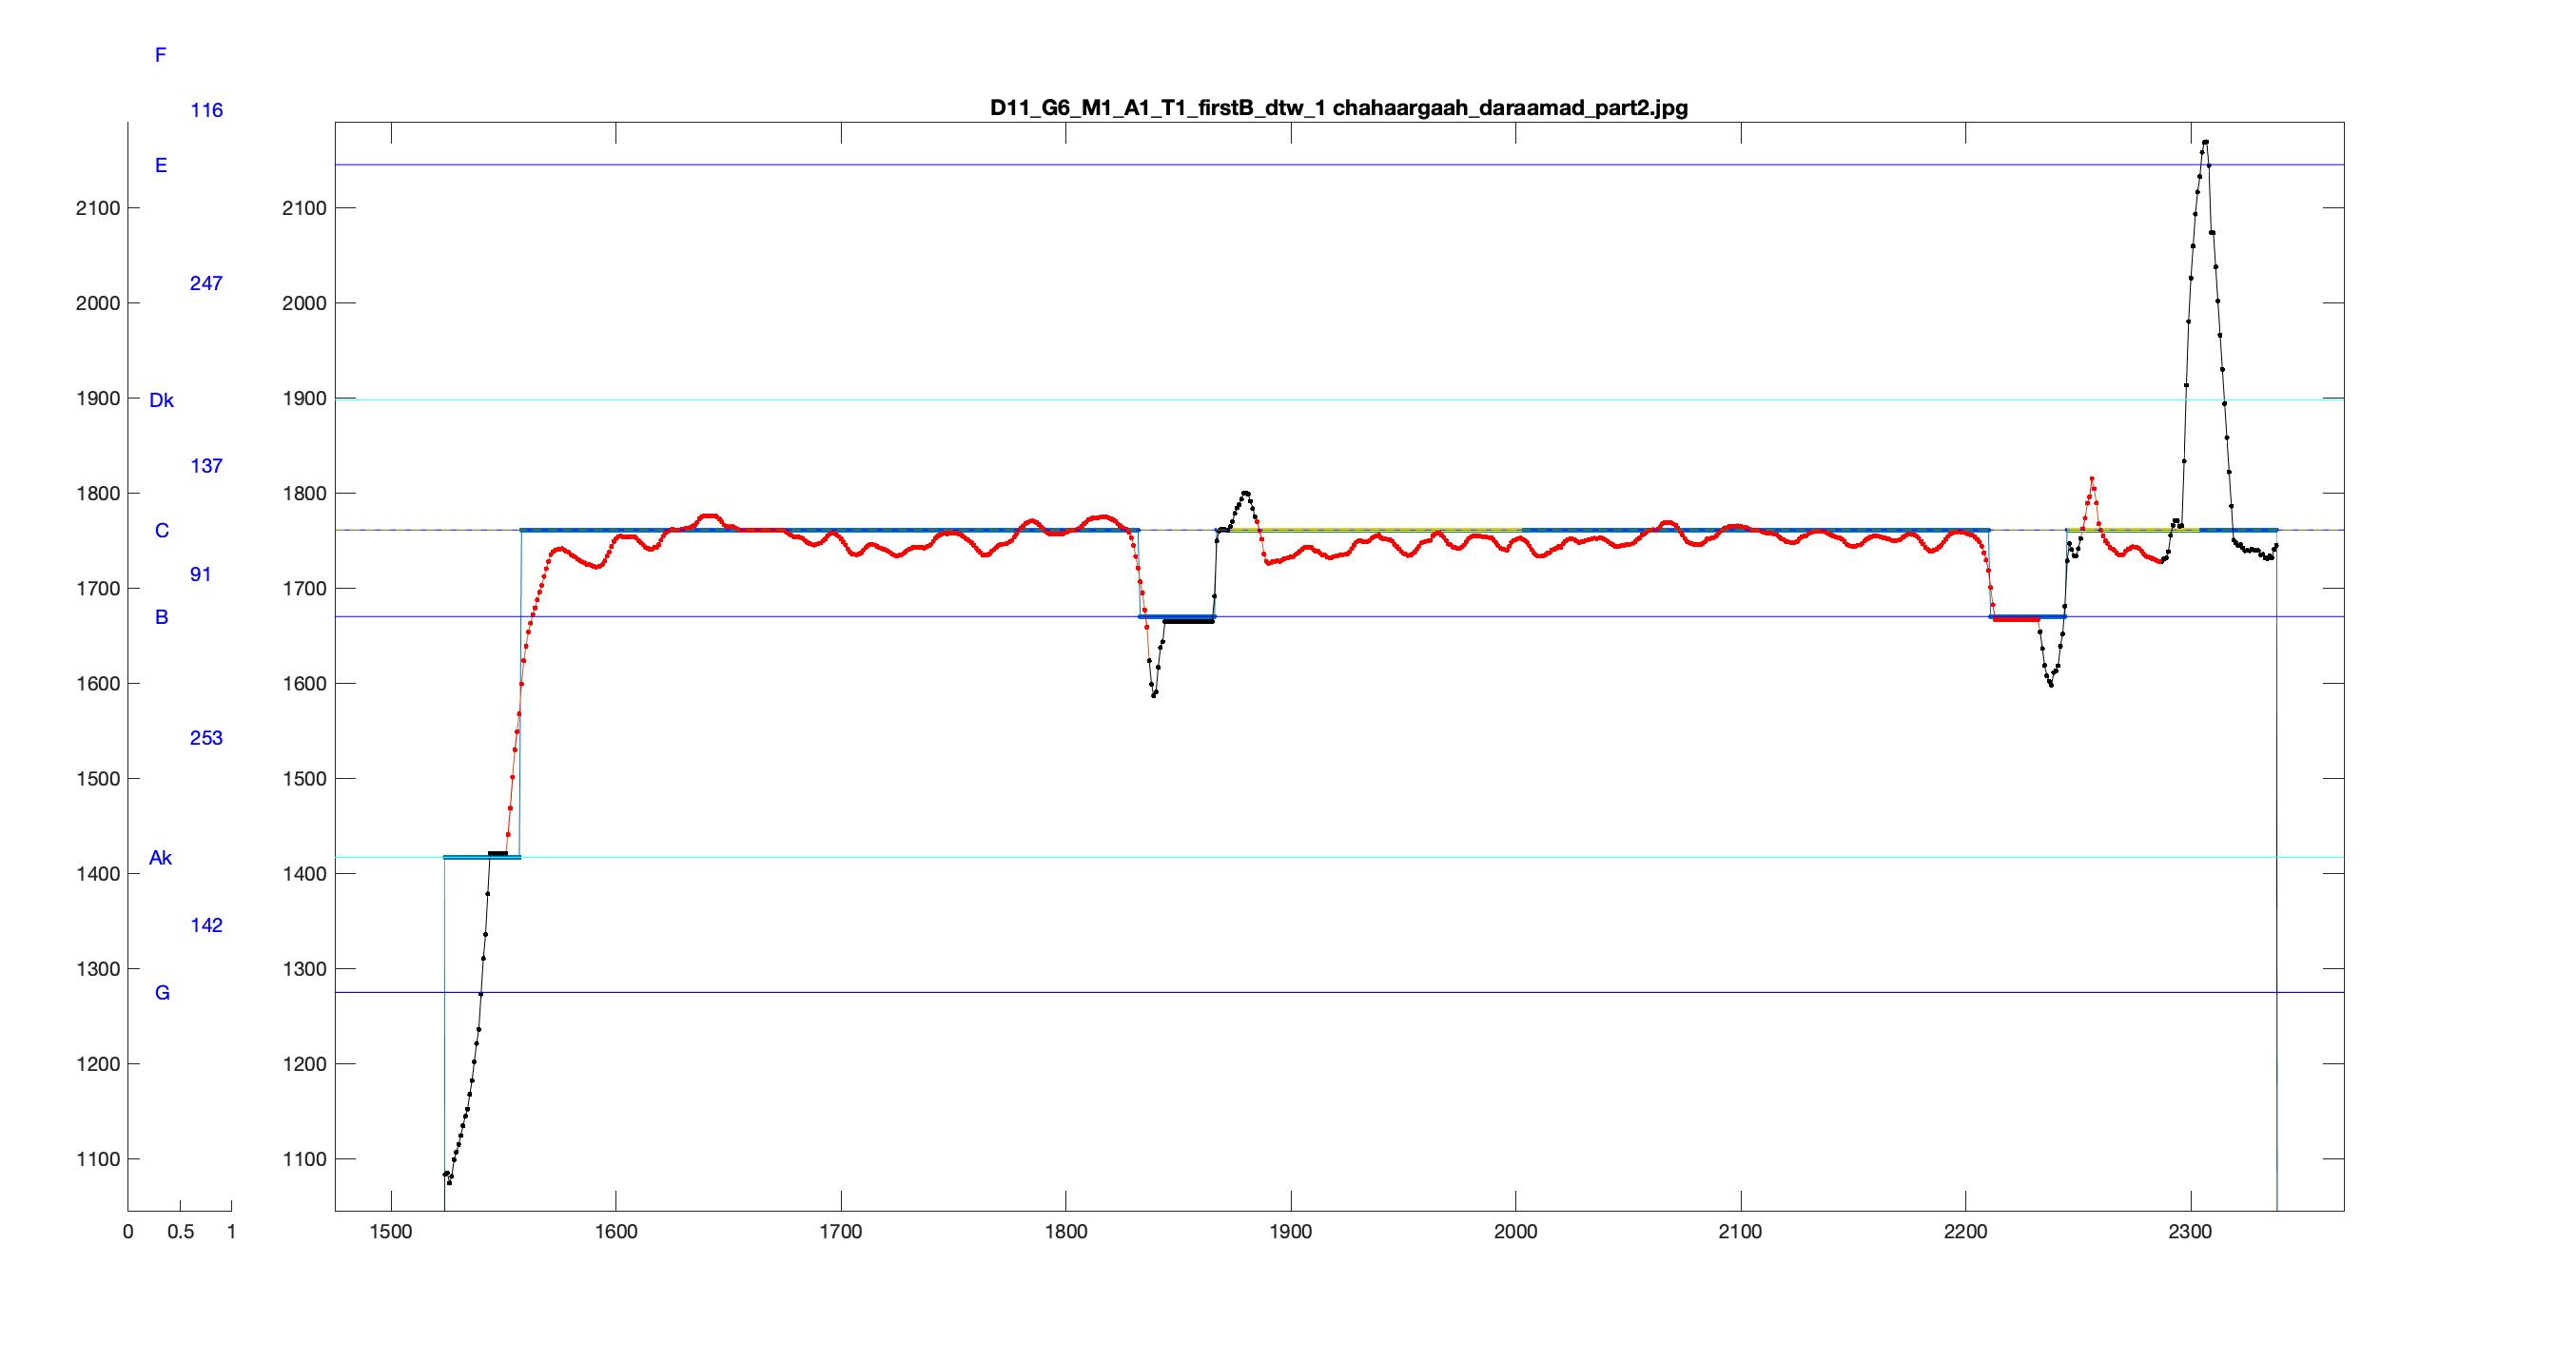 F
116
D11_G6_M1_A1_T1_firstB_dtw_1 chahaargaah_daraamad_part2.jpg
E
2100 2100
247
2000 2000
1900 Dk 1900
137
1800 1800
C
91
1700 1700
B
1600 1600
253
1500 1500
Ak
1400 1400
142
1300 1300
G
1200 1200
1100 1100
0 0.5 1 1500 1600 1700 1800 1900 2000 2100 2200 2300